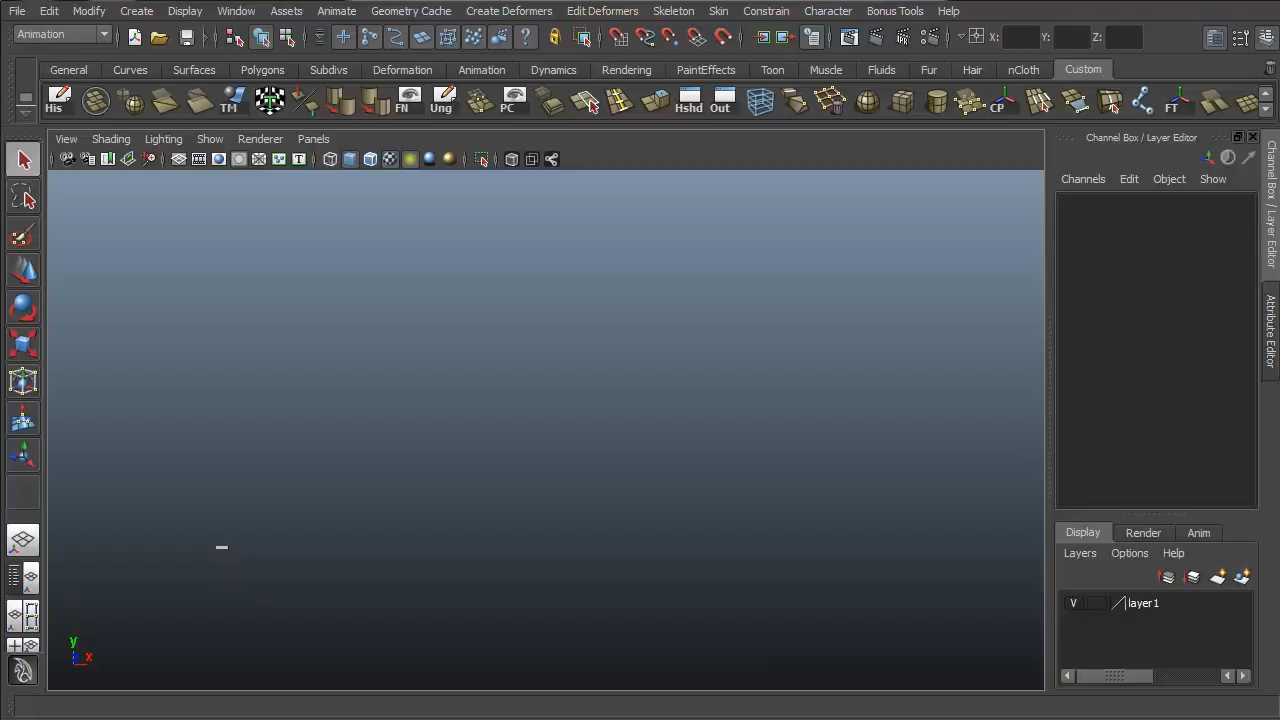 File Edit Modify Create Display Window Assets Animate Geometry Cache Create Deformers Edit Deformers Skeleton Skin Constrain Character Bonus Tools Help
Animation ? X: Y: Z:
General Curves Surfaces Polygons Subdivs Deformation Animation Dynamics Rendering PaintEffects Toon Muscle Fluids Fur Hair nCloth Custom
His TM FN Ung PC Hshd Out CP FT
View Shading Lighting Show Renderer Panels
T
Channel Box / Layer Editor
Channels Edit Object Show
Channel Box / Layer Editor
Attribute Editor
Display Render Anim
Layers Options Help
V layer1
y
x